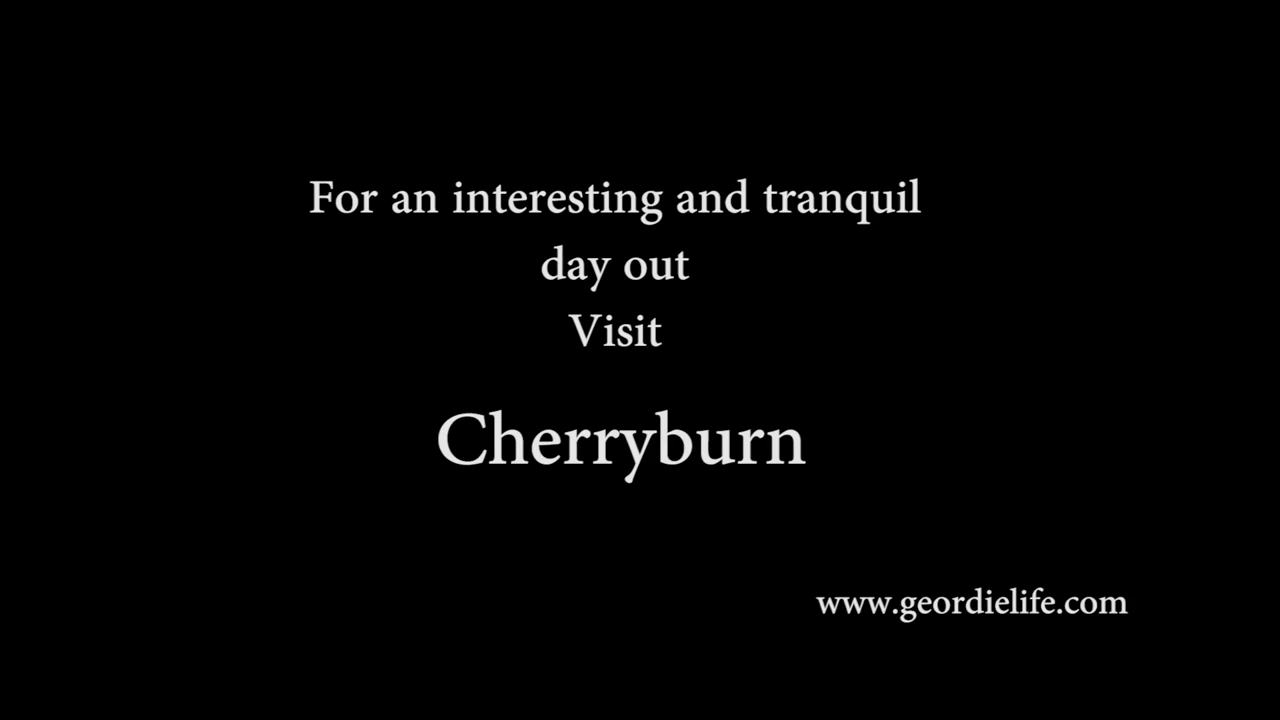 For an interesting and tranquil
day out
Visit
Cherryburn
www.geordielife.com